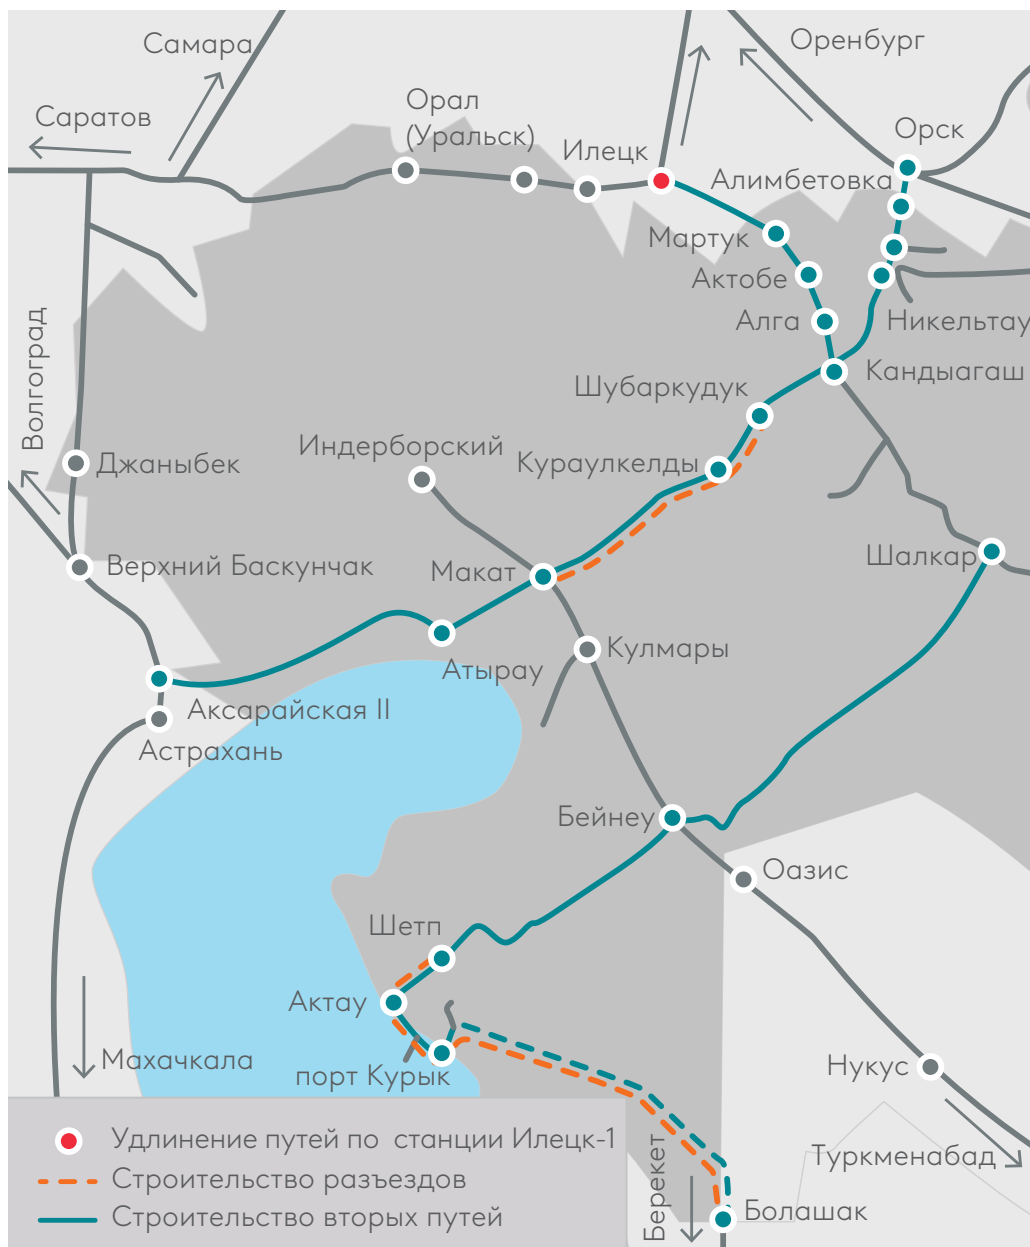 Самара
Оренбург
Саратов
Орал
(Уральск)
Илецк
Орск
Алимбетовка
Мартук
Актобе
Алга
Никельтау
Кандыагаш
Шубаркудук
Волгоград
Индерборский
Джаныбек
Кураулкелды
Верхний Баскунчак
Макат
Шалкар
Атырау
Кулмары
Аксарайская II
Астрахань
Бейнеу
Оазис
Шетп
Актау
Махачкала
порт Курык
Нукус
Туркменабад
Берекет
Болашак
Удлинение путей по станции Илецк-1
Строительство разъездов
Строительство вторых путей